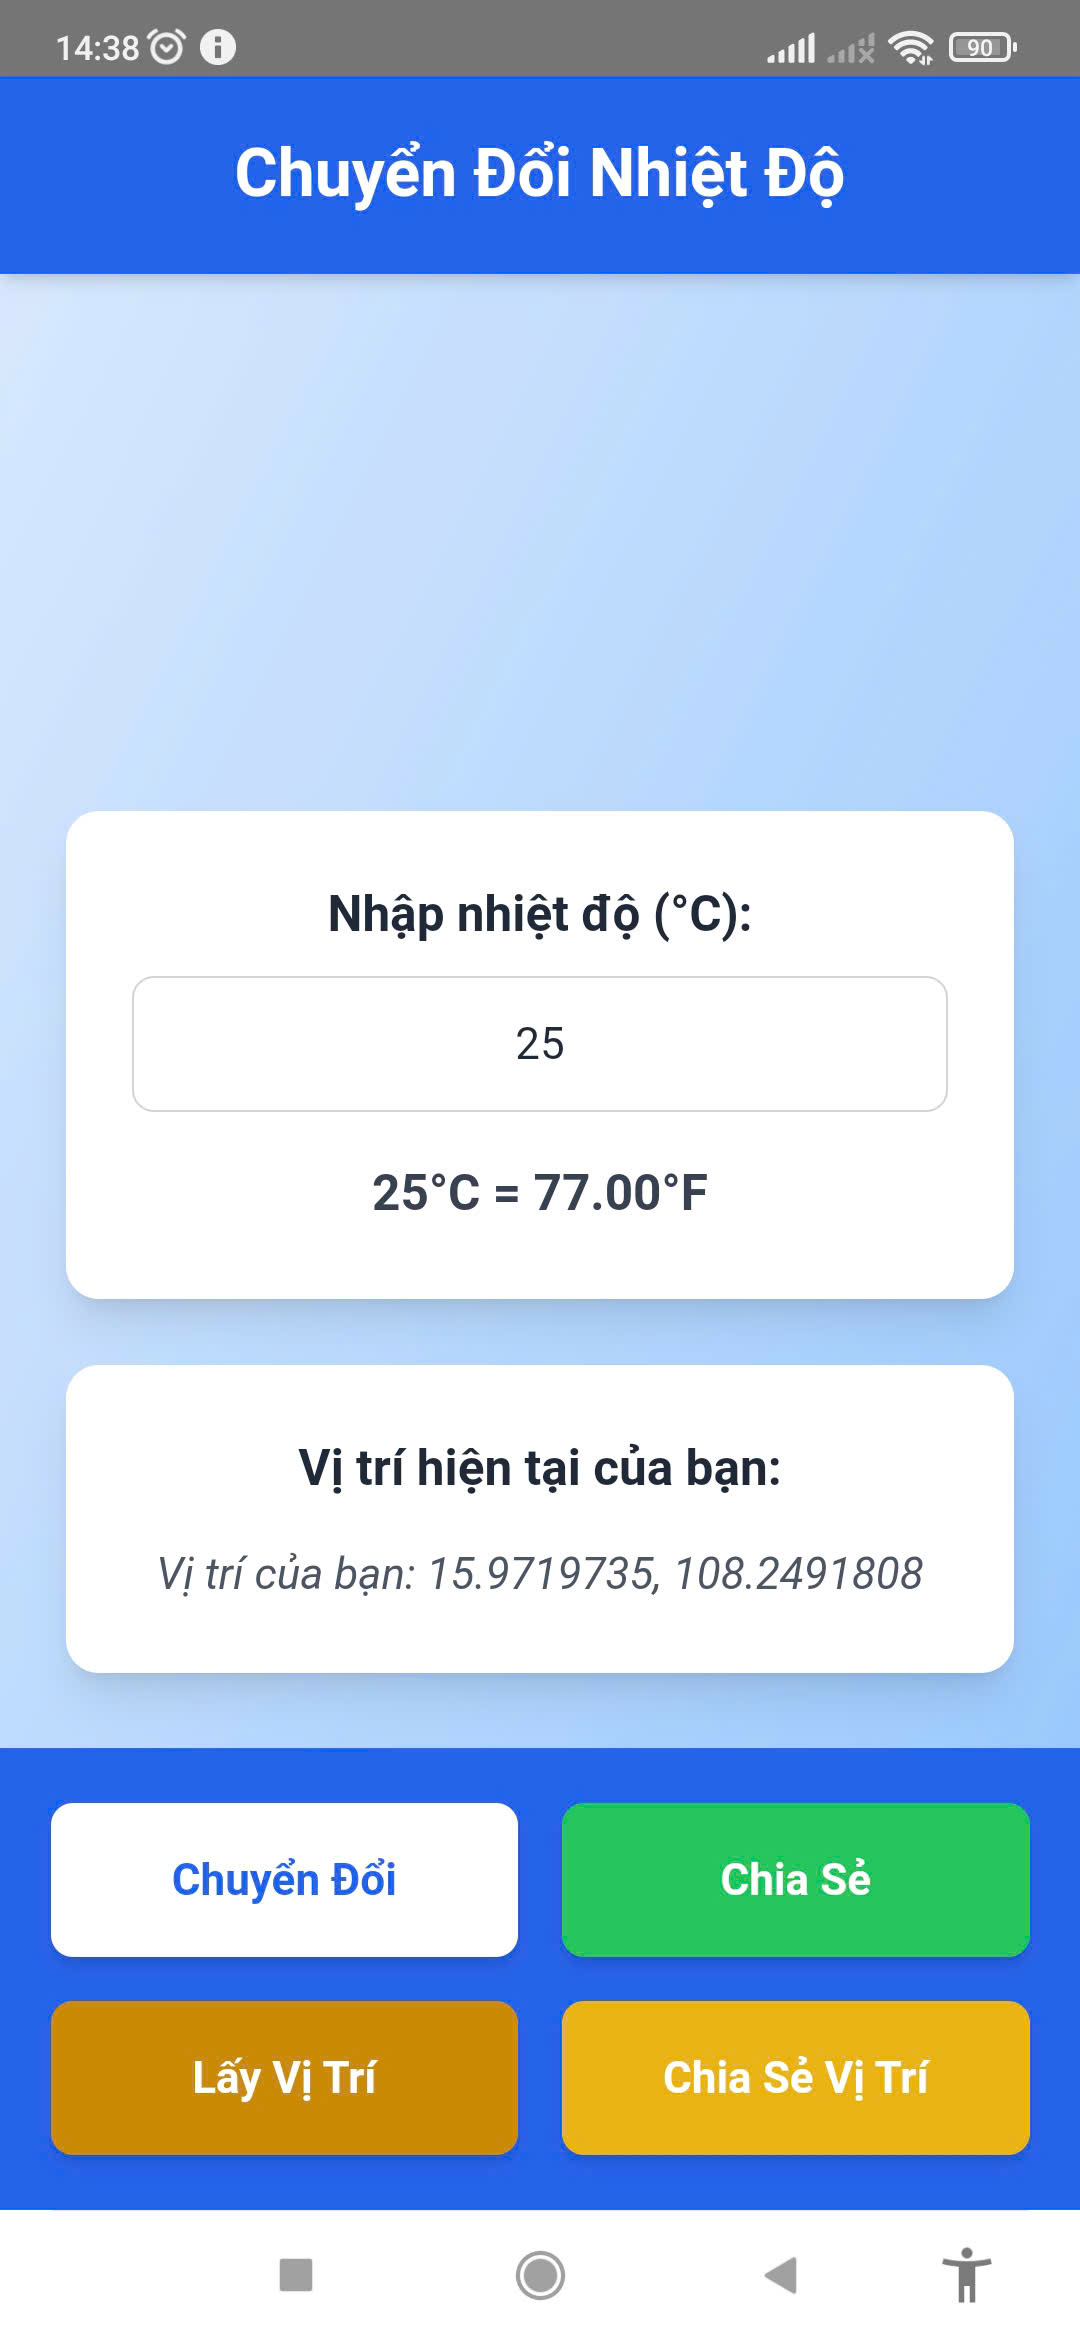 14:38
90
Chuyển Đổi Nhiệt Độ
Nhập nhiệt độ (°C):
25
25°C = 77.00°F
Vị trí hiện tại của bạn:
Vị trí của bạn: 15.9719735, 108.2491808
Chuyển Đổi
Chia Sẻ
Lấy Vị Trí
Chia Sẻ Vị Trí